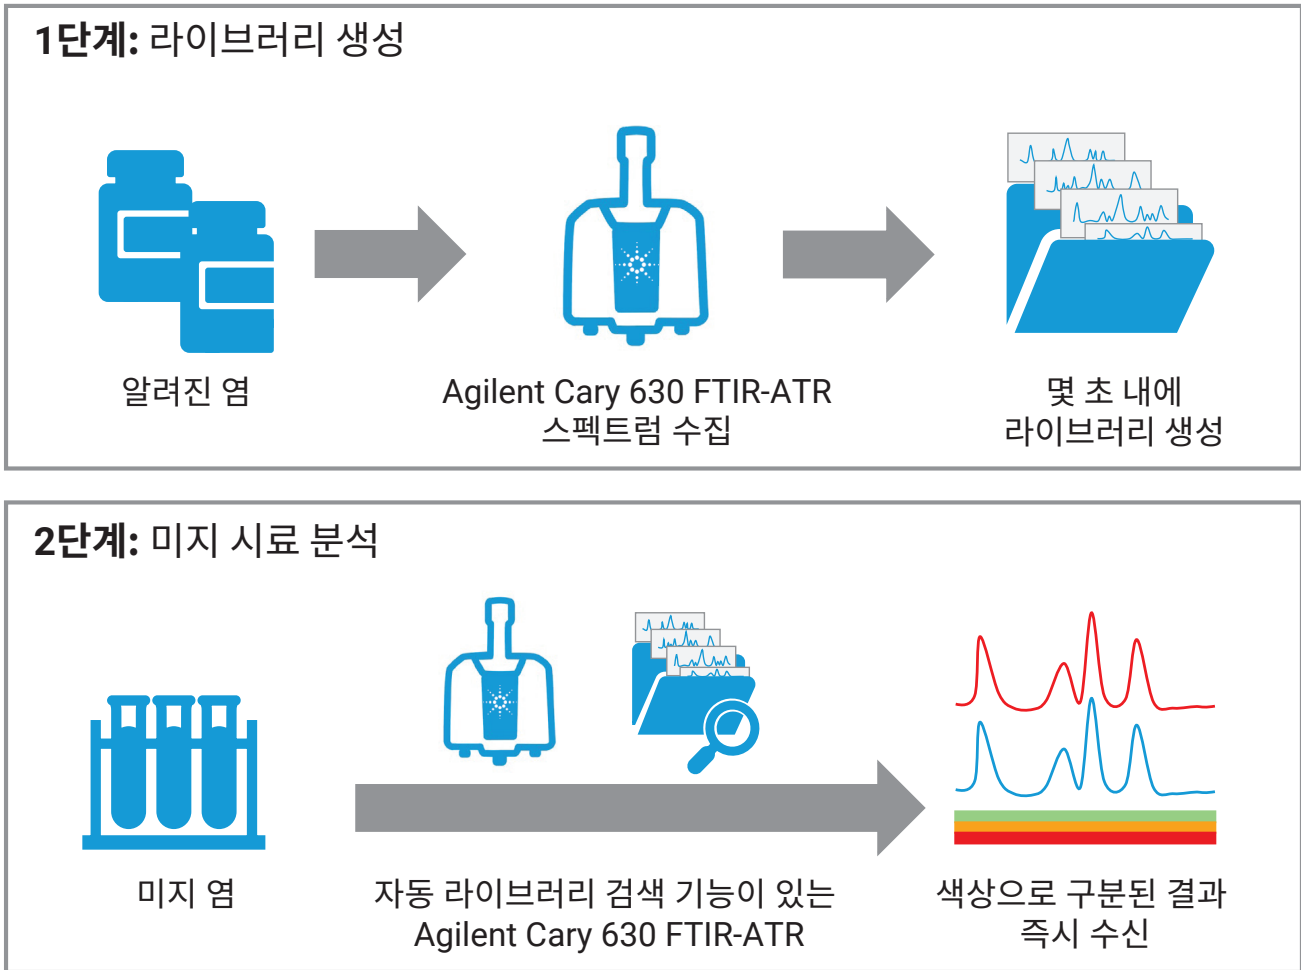 1단계: 라이브러리 생성
알려진 염
Agilent Cary 630 FTIR-ATR
스펙트럼 수집
몇 초 내에
라이브러리 생성
2단계: 미지 시료 분석
미지 염
자동 라이브러리 검색 기능이 있는
Agilent Cary 630 FTIR-ATR
색상으로 구분된 결과
즉시 수신